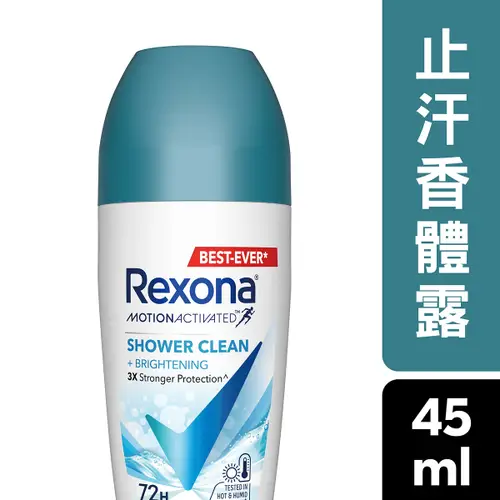 BEST-EVER*
Rexona®
MOTIONACTIVATED™
SHOWER CLEAN
+ BRIGHTENING
3X Stronger Protection^
72H
TESTED IN
HOT & HUMID
止汗香體露
45
ml